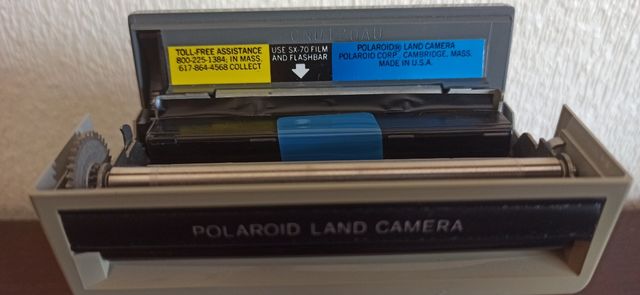 TOLL-FREE ASSISTANCE
800-225-1384; IN MASS.
617-864-4568 COLLECT
USE SX-70 FILM
AND FLASHBAR
POLAROID® LAND CAMERA
POLAROID CORP., CAMBRIDGE, MASS.
MADE IN U.S.A.
POLAROID LAND CAMERA